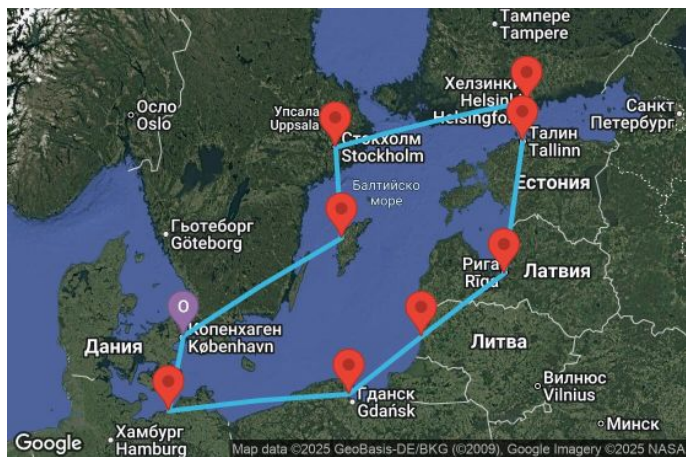 Тампере
Tampere
Осло
Oslo
Упсала
Uppsala
Хелзинки
Helsinki
Helsingfo
Санкт
Петербург
Стокхолм
Stockholm
Талин
Tallinn
ЕСТОНИЯ
Балтийско
море
Гьотеборг
Göteborg
Рига
Rīga
ЛАТВИЯ
O
Копенхаген
København
Дания
ЛИТВА
Гданск
Gdańsk
Вилнюс
Vilnius
Хамбург
Hamburg
Минск
Google
Map data ©2025 GeoBasis-DE/BKG (©2009), Google Imagery ©2025 NASA